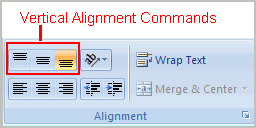 Vertical Alignment Commands
Wrap Text
Merge & Center
Alignment